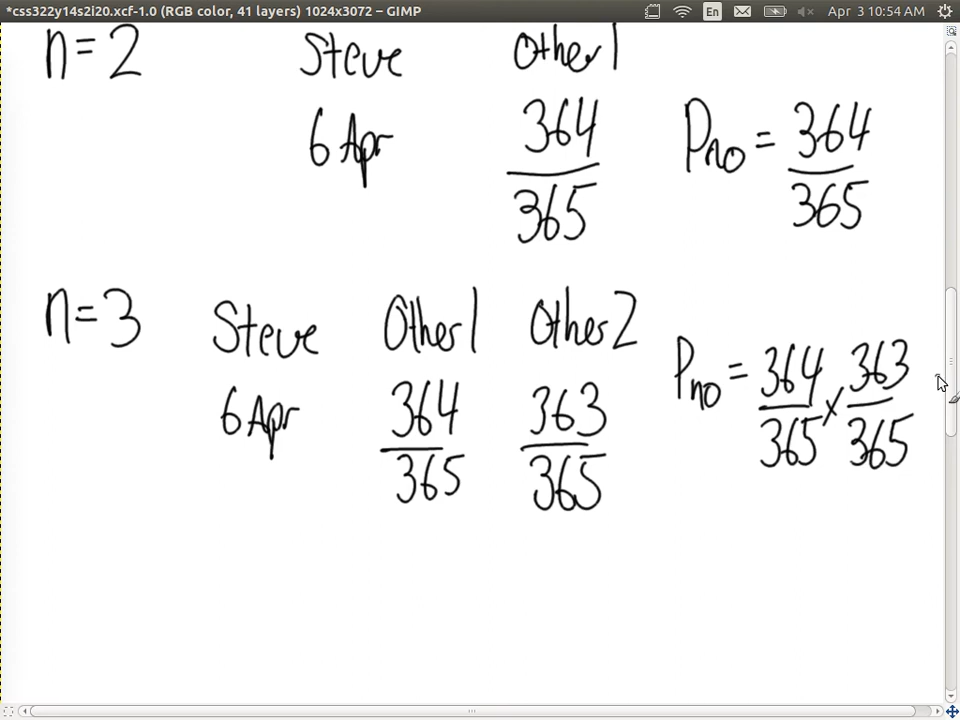 *css322y14s2i20.xcf-1.0 (RGB color, 41 layers) 1024x3072 – GIMP
En
Apr 3 10:54 AM
n=2 Steve Other1
6 Apr 364/365 Pno = 364/365
n=3 Steve Other1 Other2
6 Apr 364/365 363/365 Pno = 364/365 x 363/365